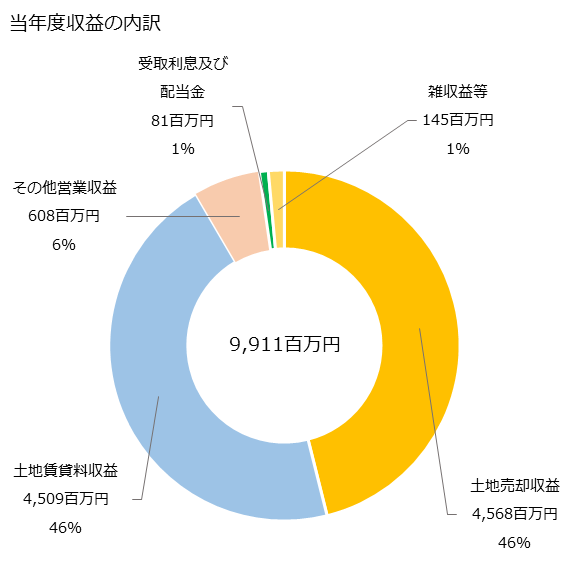 当年度収益の内訳
受取利息及び
配当金
81百万円
1%
雑収益等
145百万円
1%
その他営業収益
608百万円
6%
9,911百万円
土地賃貸料収益
4,509百万円
46%
土地売却収益
4,568百万円
46%